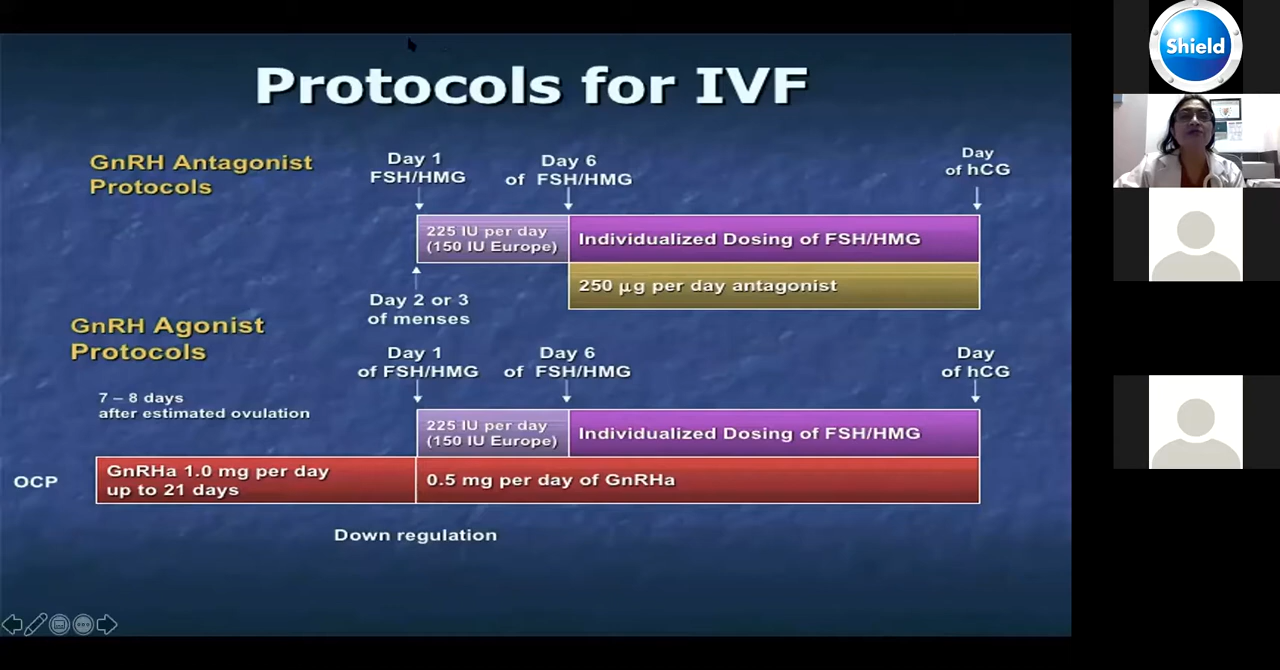 Protocols for IVF
GnRH Antagonist
Protocols
Day 1
FSH/HMG
Day 6
of FSH/HMG
Day
of hCG
225 IU per day
(150 IU Europe)
Individualized Dosing of FSH/HMG
250 µg per day antagonist
Day 2 or 3
of menses
GnRH Agonist
Protocols
Day 1
of FSH/HMG
Day 6
of FSH/HMG
Day
of hCG
7 – 8 days
after estimated ovulation
225 IU per day
(150 IU Europe)
Individualized Dosing of FSH/HMG
OCP
GnRHa 1.0 mg per day
up to 21 days
0.5 mg per day of GnRHa
Down regulation
Shield